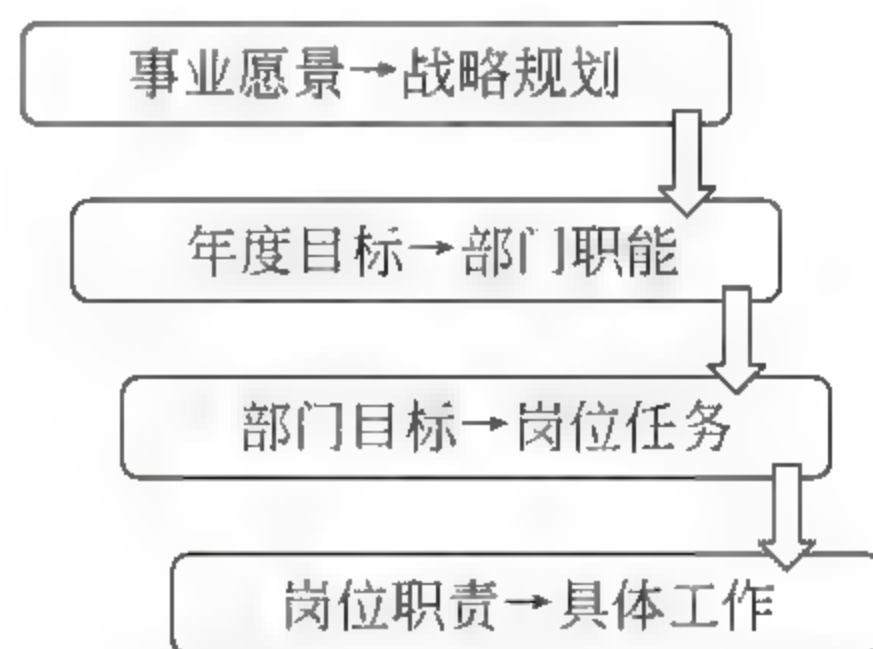 事业愿景→战略规划
年度目标→部门职能
部门目标→岗位任务
岗位职责→具体工作